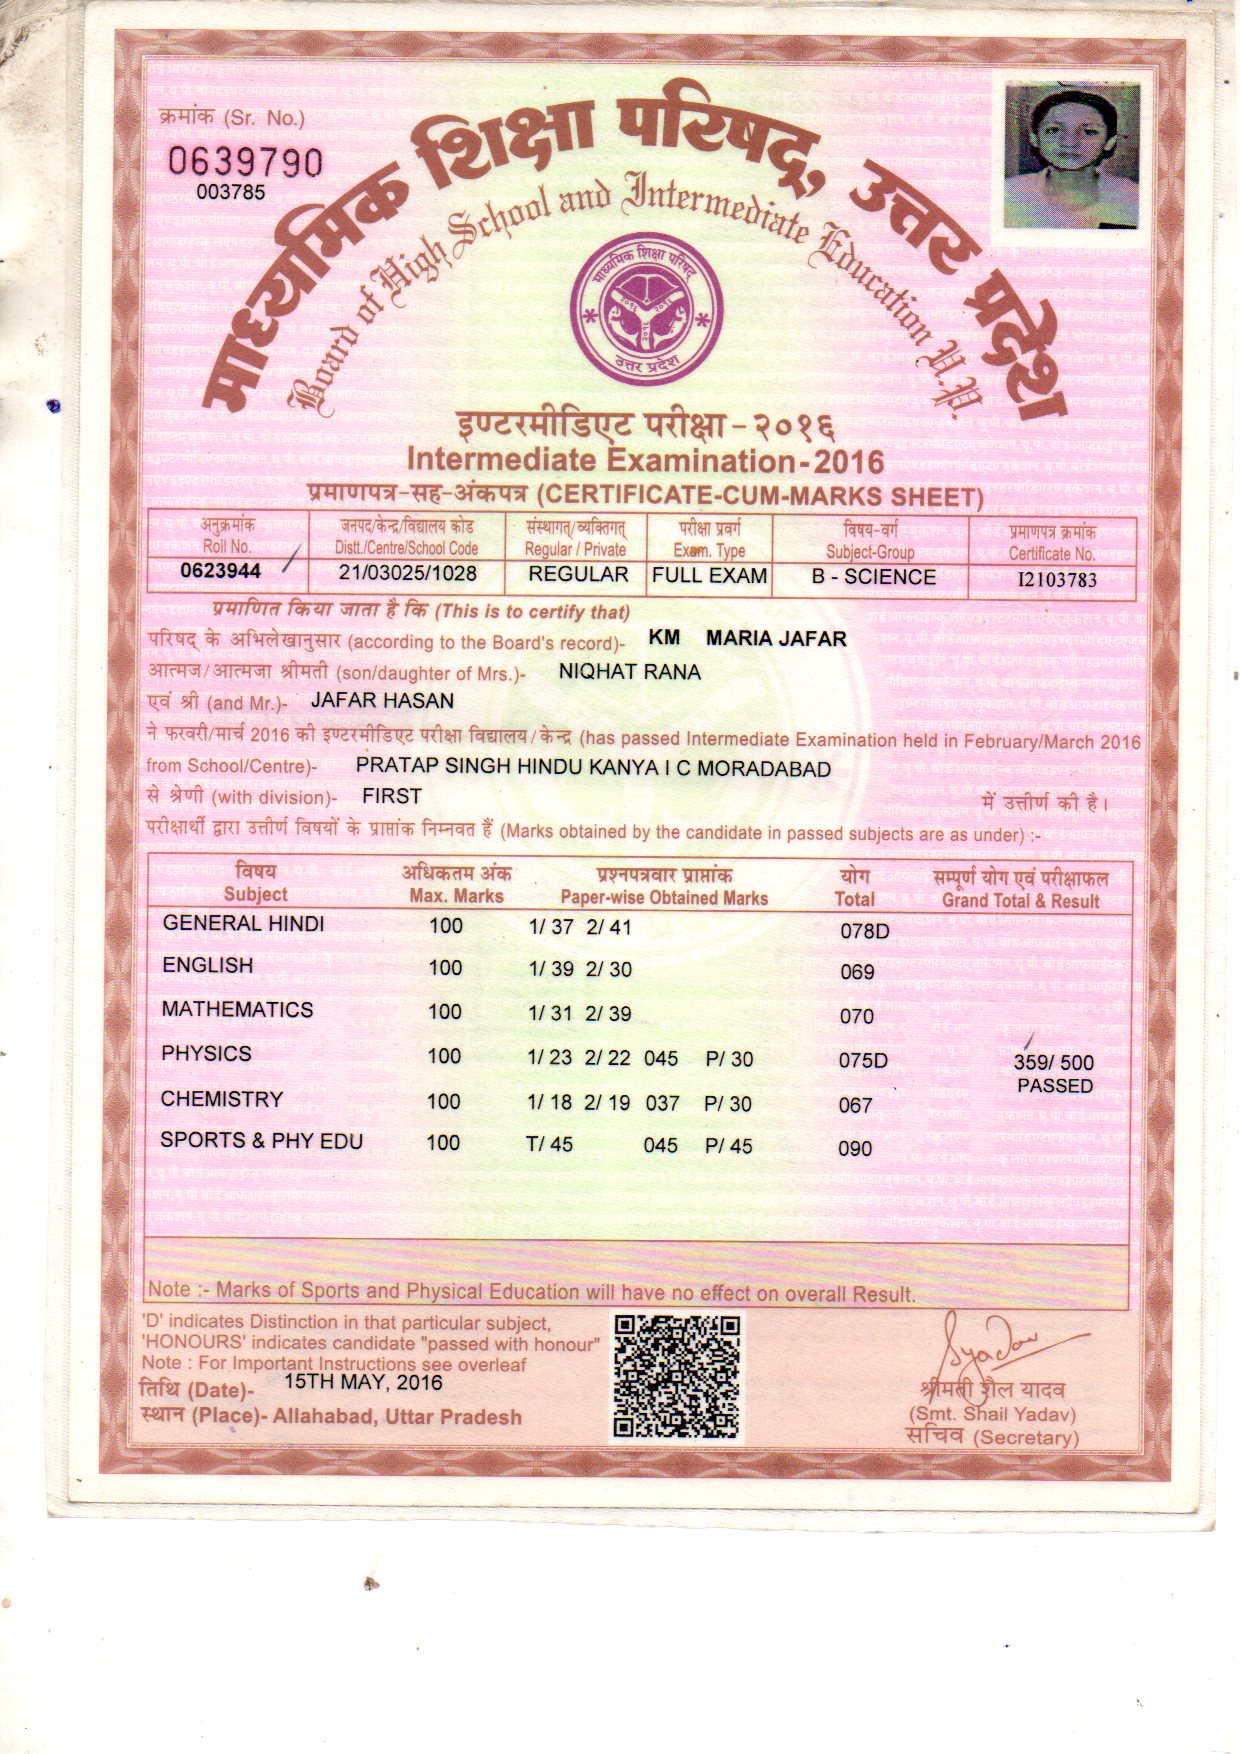 क्रमांक (Sr. No.)
0639790
003785
माध्यमिक शिक्षा परिषद्, उत्तर प्रदेश
Board of High School and Intermediate Education U.P.
माध्यमिक शिक्षा परिषद्
उत्तर प्रदेश
इण्टरमीडिएट परीक्षा-२०१६
Intermediate Examination-2016
प्रमाणपत्र-सह-अंकपत्र (CERTIFICATE-CUM-MARKS SHEET)
अनुक्रमांक जनपद/केन्द्र/विद्यालय कोड संस्थागत्/व्यक्तिगत् परीक्षा प्रवर्ग विषय-वर्ग प्रमाणपत्र क्रमांक
Roll No. Distt./Centre/School Code Regular / Private Exam. Type Subject-Group Certificate No.
0623944 21/03025/1028 REGULAR FULL EXAM B - SCIENCE I2103783
प्रमाणित किया जाता है कि (This is to certify that)
परिषद् के अभिलेखानुसार (according to the Board's record)- KM MARIA JAFAR
आत्मज/आत्मजा श्रीमती (son/daughter of Mrs.)- NIQHAT RANA
एवं श्री (and Mr.)- JAFAR HASAN
ने फरवरी/मार्च 2016 की इण्टरमीडिएट परीक्षा विद्यालय/केन्द्र (has passed Intermediate Examination held in February/March 2016
from School/Centre)- PRATAP SINGH HINDU KANYA I C MORADABAD
से श्रेणी (with division)- FIRST में उत्तीर्ण की है।
परीक्षार्थी द्वारा उत्तीर्ण विषयों के प्राप्तांक निम्नवत हैं (Marks obtained by the candidate in passed subjects are as under) :-
विषय अधिकतम अंक प्रश्नपत्रवार प्राप्तांक योग सम्पूर्ण योग एवं परीक्षाफल
Subject Max. Marks Paper-wise Obtained Marks Total Grand Total & Result
GENERAL HINDI 100 1/ 37 2/ 41 078D
ENGLISH 100 1/ 39 2/ 30 069
MATHEMATICS 100 1/ 31 2/ 39 070
PHYSICS 100 1/ 23 2/ 22 045 P/ 30 075D 359/ 500
PASSED
CHEMISTRY 100 1/ 18 2/ 19 037 P/ 30 067
SPORTS & PHY EDU 100 T/ 45 045 P/ 45 090
Note :- Marks of Sports and Physical Education will have no effect on overall Result.
'D' indicates Distinction in that particular subject,
'HONOURS' indicates candidate "passed with honour"
Note : For Important Instructions see overleaf
तिथि (Date)- 15TH MAY, 2016
स्थान (Place)- Allahabad, Uttar Pradesh
श्रीमती शैल यादव
(Smt. Shail Yadav)
सचिव (Secretary)